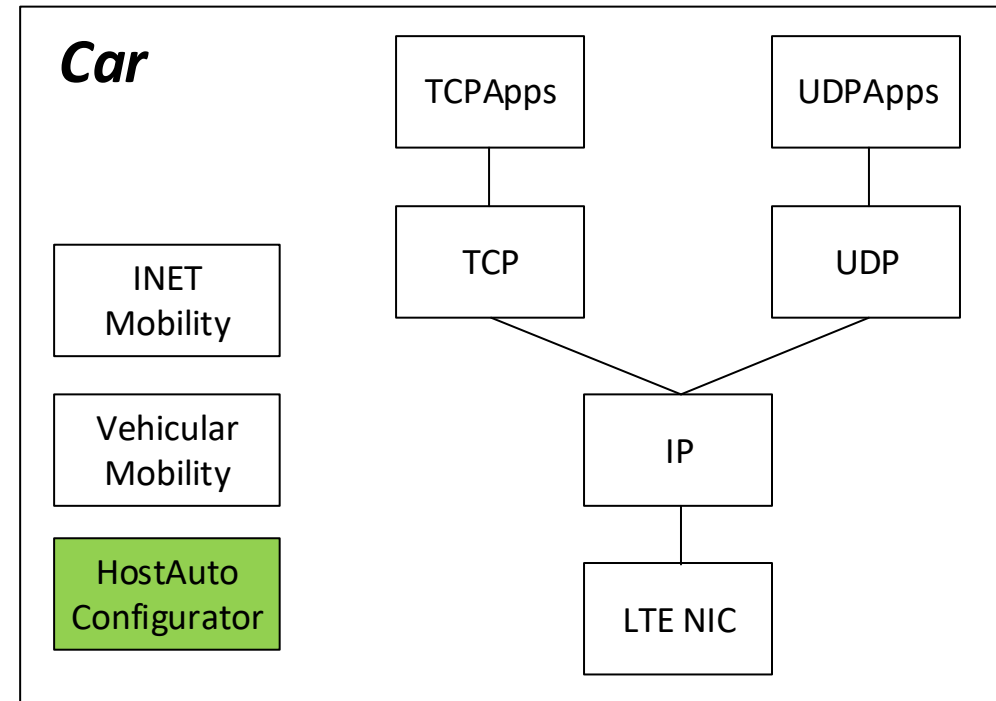 Car
TCPApps
UDPApps
TCP
UDP
INET
Mobility
Vehicular
Mobility
IP
HostAuto
Configurator
LTE NIC